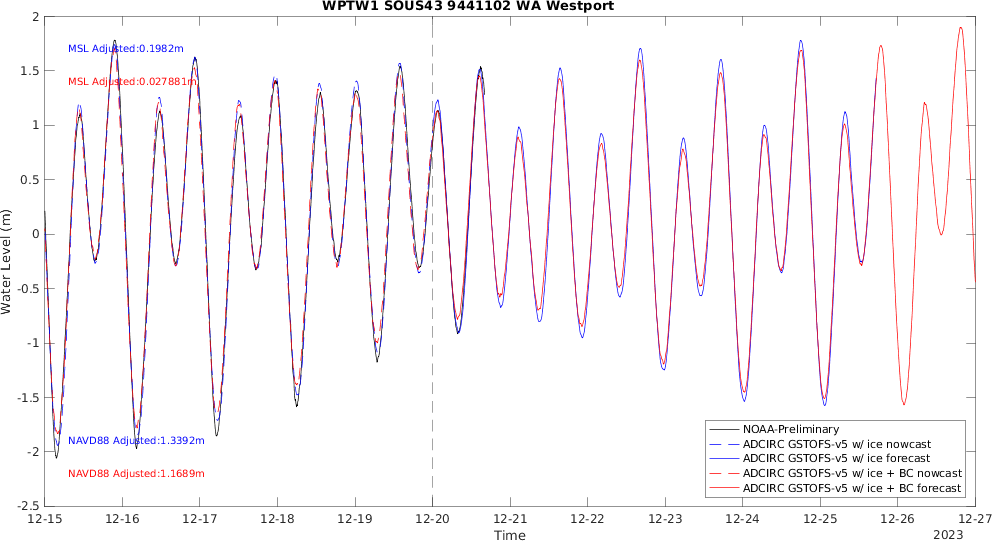 WPTW1 SOUS43 9441102 WA Westport
MSL Adjusted:0.1982m
MSL Adjusted:0.027881m
NAVD88 Adjusted:1.3392m
NAVD88 Adjusted:1.1689m
Water Level (m)
2
1.5
1
0.5
0
-0.5
-1
-1.5
-2
-2.5
NOAA-Preliminary
ADCIRC GSTOFS-v5 w/ ice nowcast
ADCIRC GSTOFS-v5 w/ ice forecast
ADCIRC GSTOFS-v5 w/ ice + BC nowcast
ADCIRC GSTOFS-v5 w/ ice + BC forecast
12-15 12-16 12-17 12-18 12-19 12-20 12-21 12-22 12-23 12-24 12-25 12-26 12-27
Time
2023